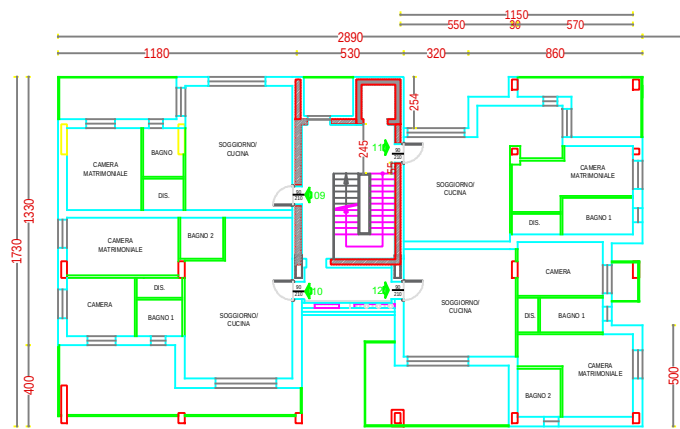 1150
550 30 570
2890
1180 530 320 860
254
245
1730
1330
400
500
55
SOGGIORNO/
CUCINA
CAMERA
MATRIMONIALE
BAGNO
DIS.
90
210
09
11
90
210
SOGGIORNO/
CUCINA
CAMERA
MATRIMONIALE
DIS.
BAGNO 1
CAMERA
MATRIMONIALE
BAGNO 2
CAMERA
DIS.
BAGNO 1
SOGGIORNO/
CUCINA
90
210
10
12
90
210
SOGGIORNO/
CUCINA
CAMERA
DIS.
BAGNO 1
CAMERA
MATRIMONIALE
BAGNO 2